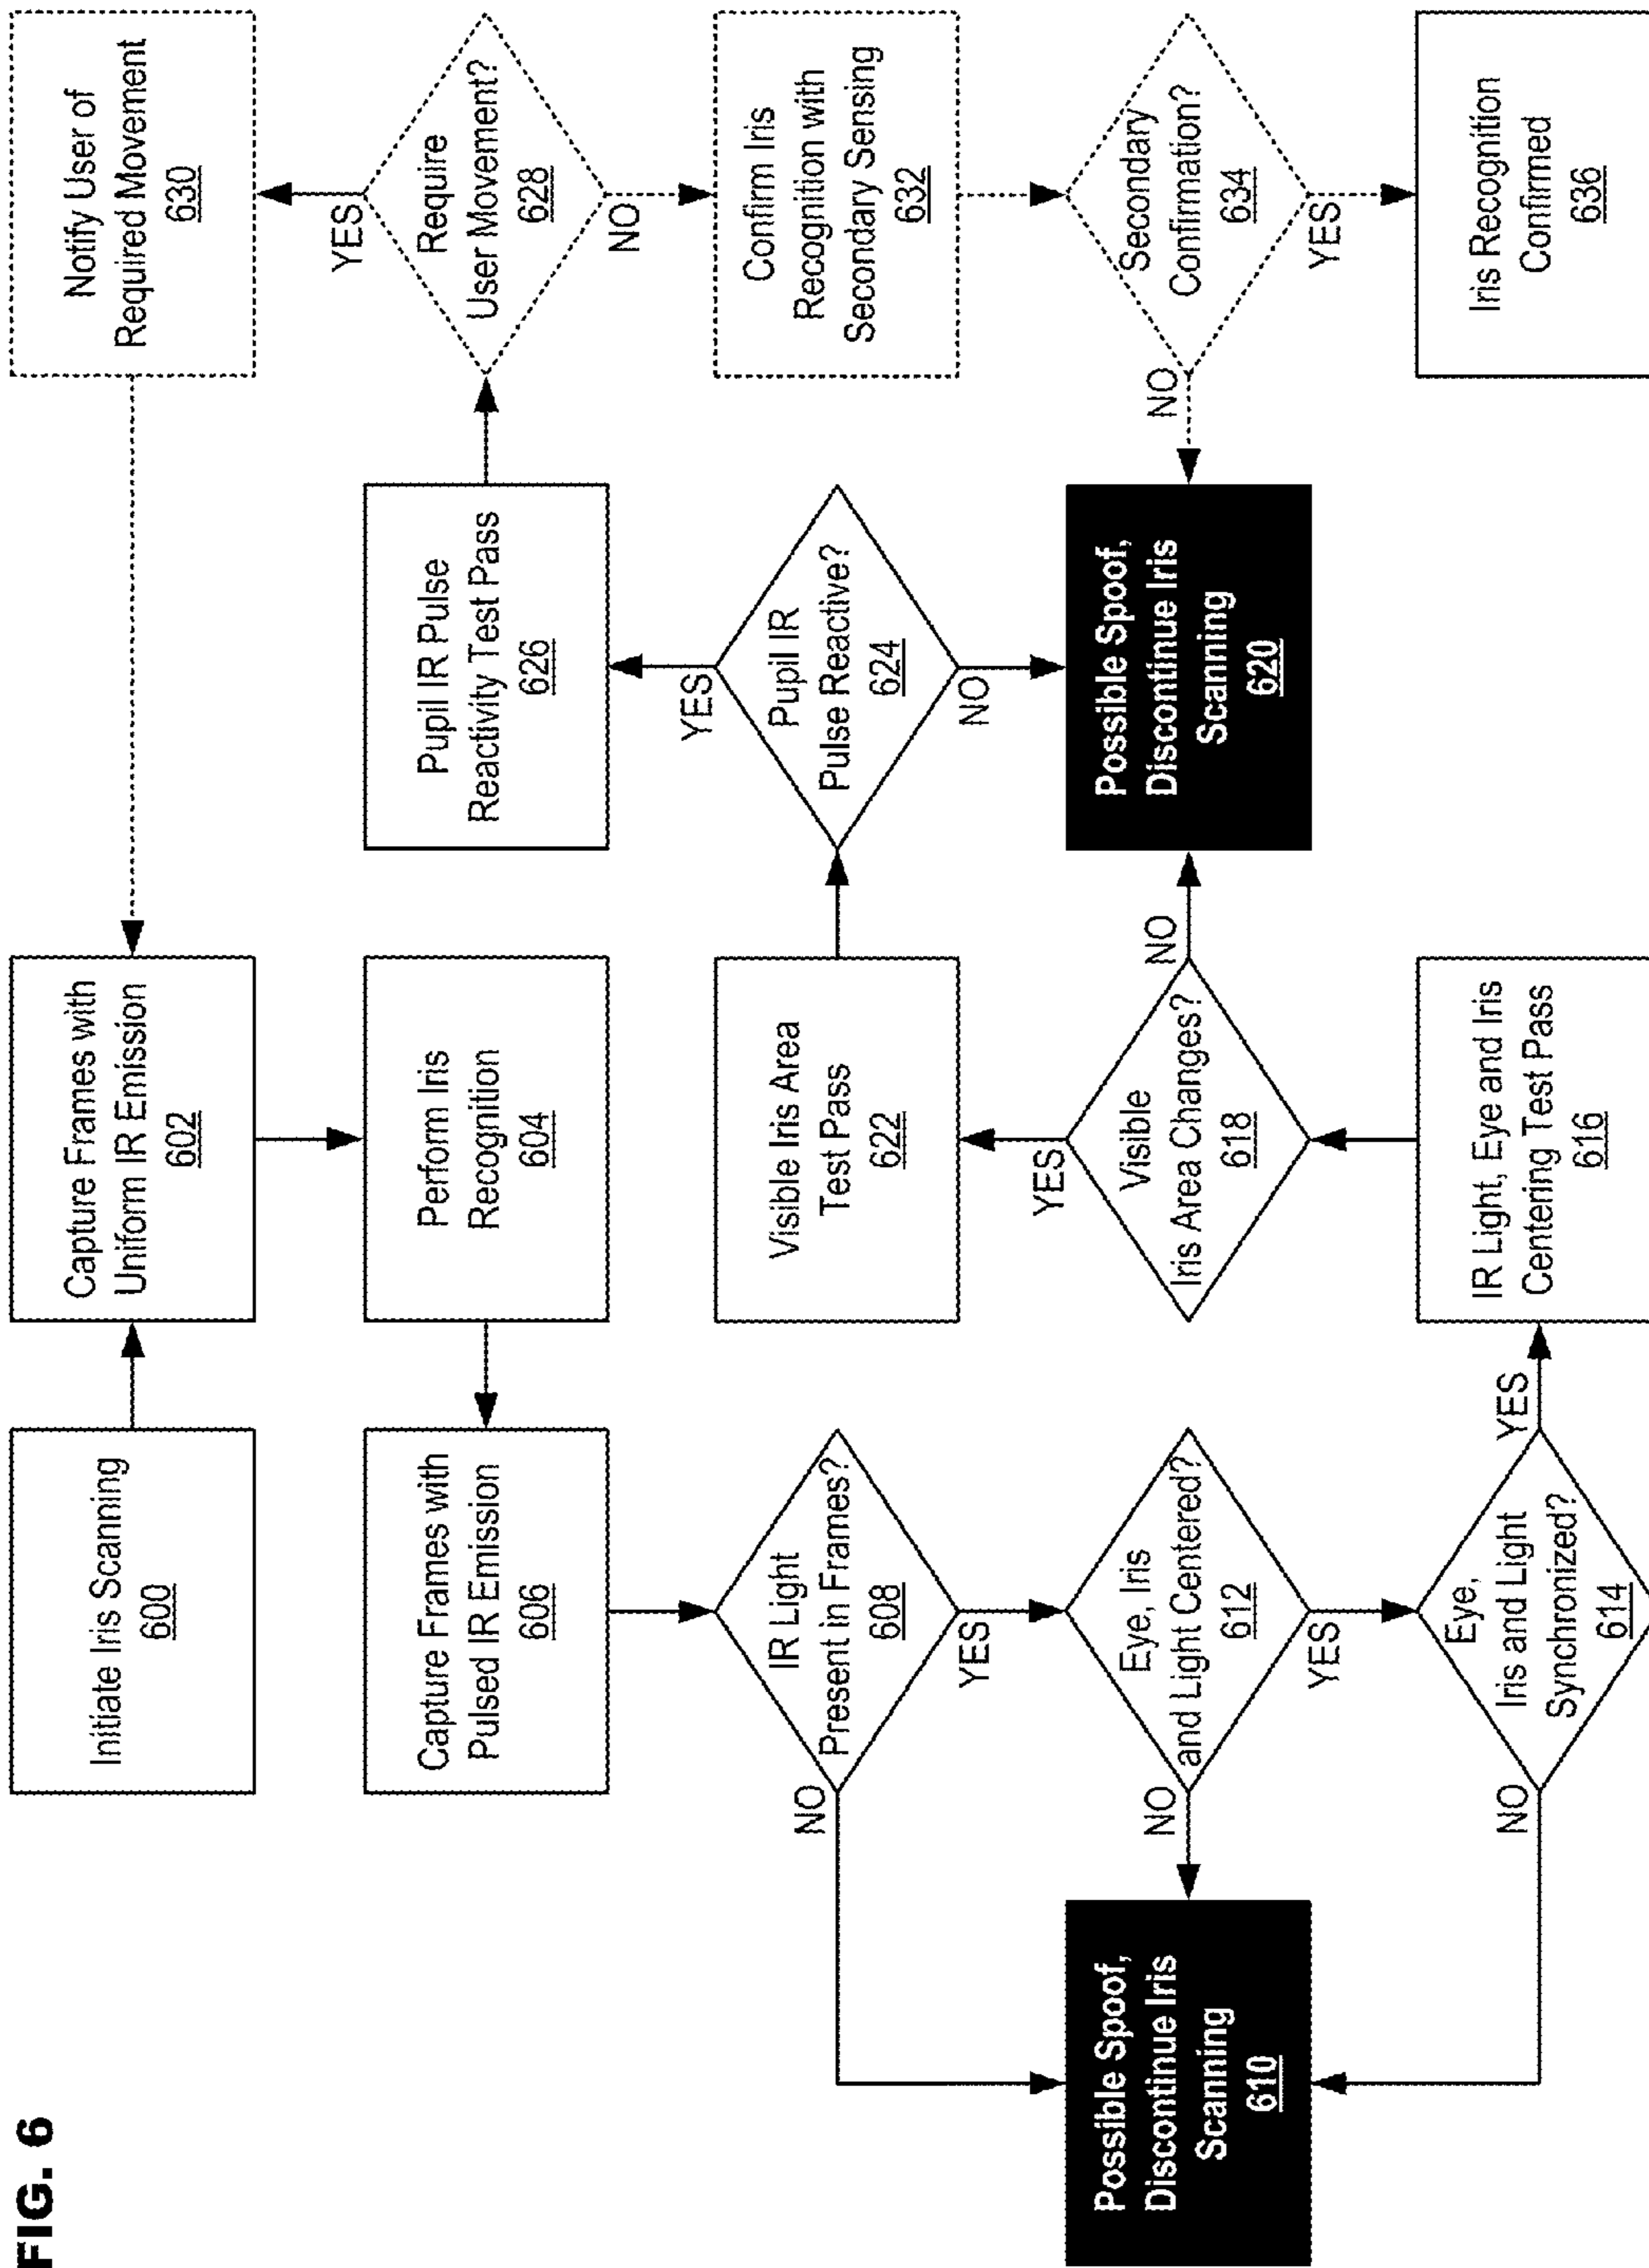 FIG. 6
Initiate Iris Scanning
600
Capture Frames with
Uniform IR Emission
602
Notify User of
Required Movement
630
Capture Frames with
Pulsed IR Emission
606
Perform Iris
Recognition
604
Pupil IR Pulse
Reactivity Test Pass
626
YES
Require
User Movement?
628
NO
NO
IR Light
Present in Frames?
608
YES
Visible Iris Area
Test Pass
622
YES
Pupil IR
Pulse Reactive?
624
NO
Confirm Iris
Recognition with
Secondary Sensing
632
Possible Spoof,
Discontinue Iris
Scanning
610
NO
Eye, Iris
and Light Centered?
612
YES
YES
Visible
Iris Area Changes?
618
NO
Possible Spoof,
Discontinue Iris
Scanning
620
NO
Secondary
Confirmation?
634
YES
NO
Eye,
Iris and Light
Synchronized?
614
YES
IR Light, Eye and Iris
Centering Test Pass
616
Iris Recognition
Confirmed
636